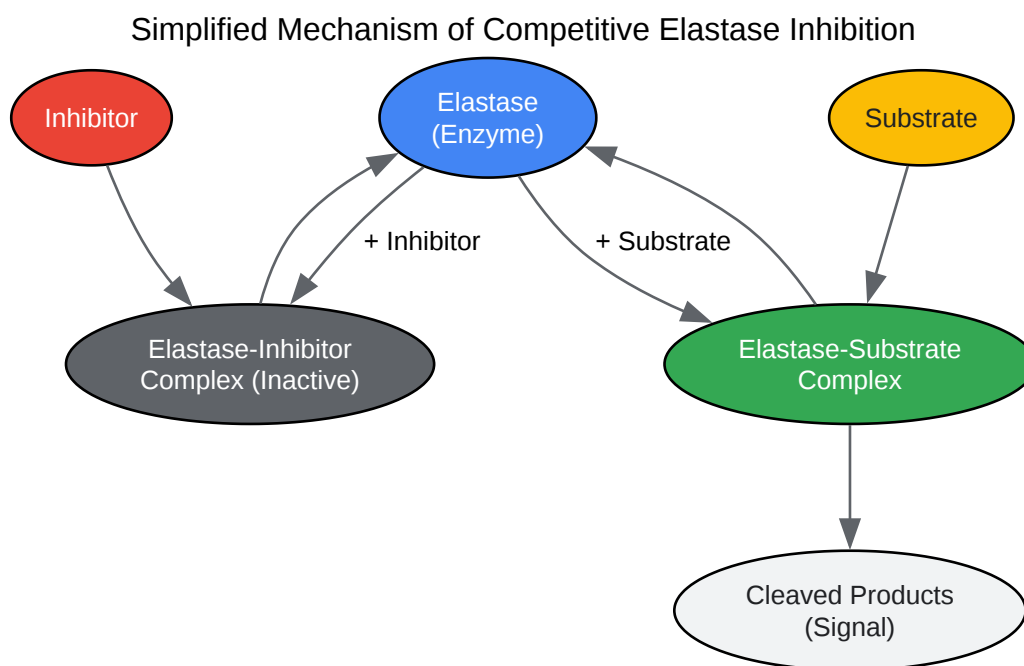 Simplified Mechanism of Competitive Elastase Inhibition
Inhibitor
Elastase
(Enzyme)
Substrate
+ Inhibitor
+ Substrate
Elastase-Inhibitor
Complex (Inactive)
Elastase-Substrate
Complex
Cleaved Products
(Signal)